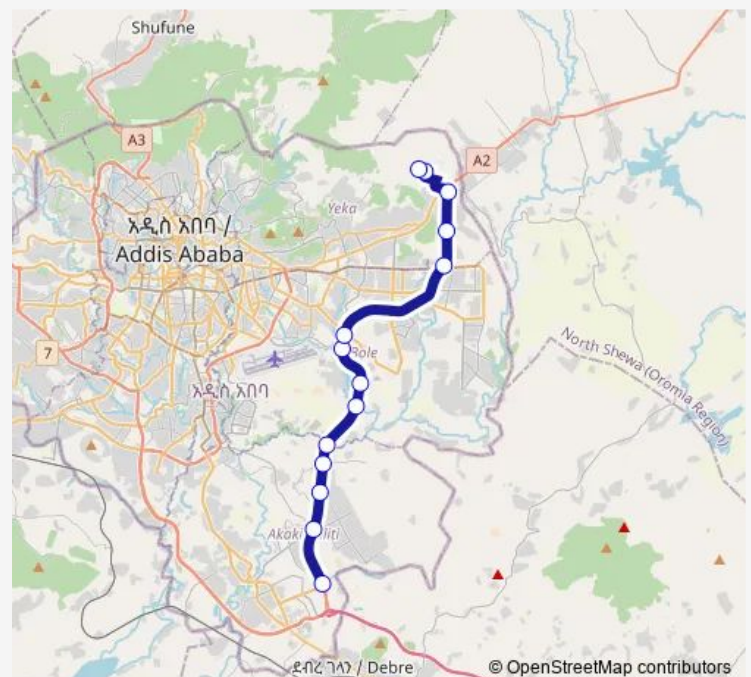 Shufune
A3
A2
Yeka
አዲስ አበባ /
Addis Ababa
North Shewa (Oromia Region)
7
Bole
አዲስ አበባ
Akaki
liti
ደብረ
/ Debre
© OpenStreetMap contributors